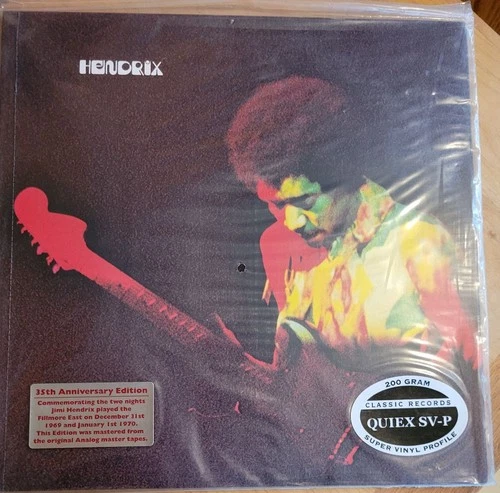 HENDRIX
35th Anniversary Edition
Commemorating the two nights
Jimi Hendrix played the
Fillmore East on December 31st
1969 and January 1st 1970.
This Edition was mastered from
the original Analog master tapes.
200 GRAM
CLASSIC RECORDS
QUIEX SV-P
SUPER VINYL PROFILE